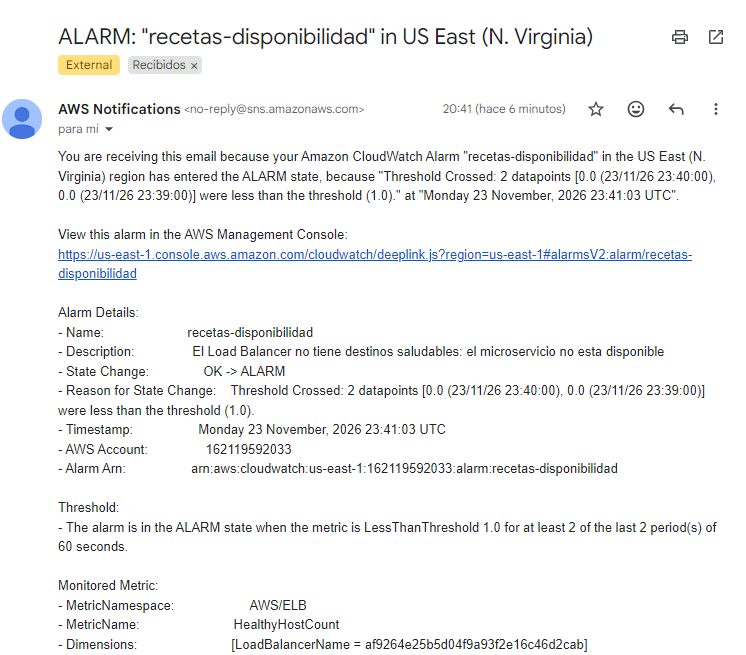 ALARM: "recetas-disponibilidad" in US East (N. Virginia)
External Recibidos ×
AWS Notifications <no-reply@sns.amazonaws.com> 20:41 (hace 6 minutos)
para mí
You are receiving this email because your Amazon CloudWatch Alarm "recetas-disponibilidad" in the US East (N.
Virginia) region has entered the ALARM state, because "Threshold Crossed: 2 datapoints [0.0 (23/11/26 23:40:00),
0.0 (23/11/26 23:39:00)] were less than the threshold (1.0)." at "Monday 23 November, 2026 23:41:03 UTC".
View this alarm in the AWS Management Console:
https://us-east-1.console.aws.amazon.com/cloudwatch/deeplink.js?region=us-east-1#alarmsV2:alarm/recetas-
disponibilidad
Alarm Details:
- Name: recetas-disponibilidad
- Description: El Load Balancer no tiene destinos saludables: el microservicio no esta disponible
- State Change: OK -> ALARM
- Reason for State Change: Threshold Crossed: 2 datapoints [0.0 (23/11/26 23:40:00), 0.0 (23/11/26 23:39:00)]
were less than the threshold (1.0).
- Timestamp: Monday 23 November, 2026 23:41:03 UTC
- AWS Account: 162119592033
- Alarm Arn: arn:aws:cloudwatch:us-east-1:162119592033:alarm:recetas-disponibilidad
Threshold:
- The alarm is in the ALARM state when the metric is LessThanThreshold 1.0 for at least 2 of the last 2 period(s) of
60 seconds.
Monitored Metric:
- MetricNamespace: AWS/ELB
- MetricName: HealthyHostCount
- Dimensions: [LoadBalancerName = af9264e25b5d04f9a93f2e16c46d2cab]